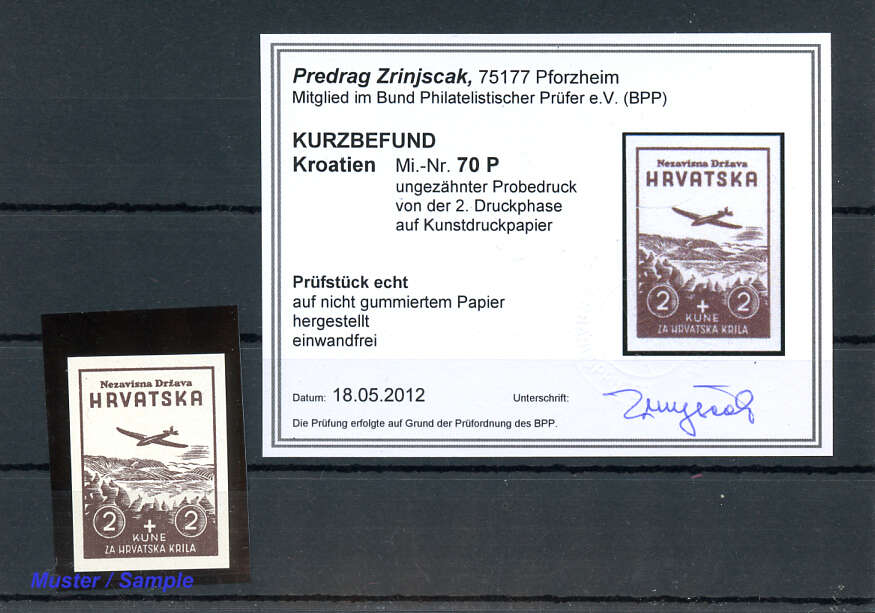 Predrag Zrinjscak, 75177 Pforzheim
Mitglied im Bund Philatelistischer Prüfer e.V. (BPP)
KURZBEFUND
Kroatien Mi.-Nr. 70 P
ungezähnter Probedruck
von der 2. Druckphase
auf Kunstdruckpapier
Prüfstück echt
auf nicht gummiertem Papier
hergestellt
einwandfrei
Datum: 18.05.2012 Unterschrift: Zrinjscak
Die Prüfung erfolgte auf Grund der Prüfordnung des BPP.
Nezavisna Država
HRVATSKA
2 + 2
KUNE
ZA HRVATSKA KRILA
Nezavisna Država
HRVATSKA
2 + 2
KUNE
ZA HRVATSKA KRILA
Muster / Sample